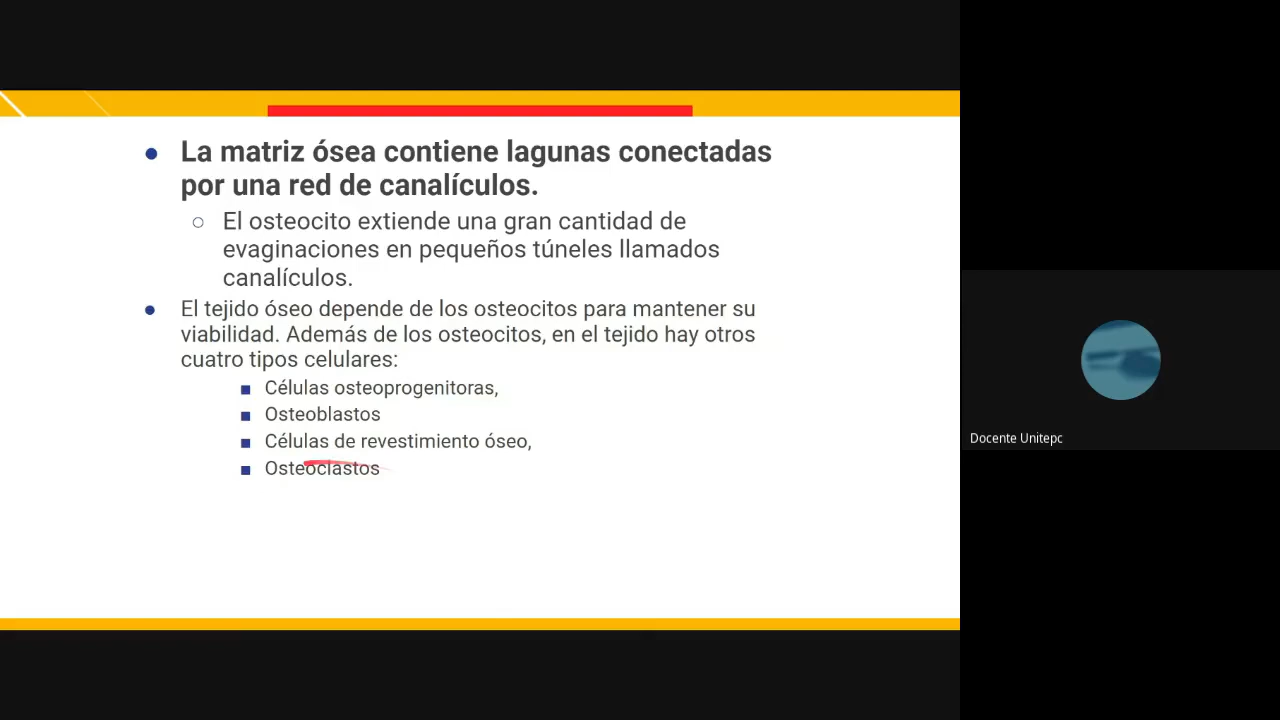 La matriz ósea contiene lagunas conectadas
por una red de canalículos.
El osteocito extiende una gran cantidad de
evaginaciones en pequeños túneles llamados
canalículos.
El tejido óseo depende de los osteocitos para mantener su
viabilidad. Además de los osteocitos, en el tejido hay otros
cuatro tipos celulares:
Células osteoprogenitoras,
Osteoblastos
Células de revestimiento óseo,
Osteoclastos
Docente Unitepc